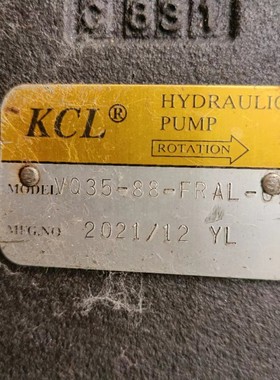 KCL® HYDRAULIC
PUMP
ROTATION
MODEL VQ35-88-FRAL-
MFG.NO 2021/12 YL